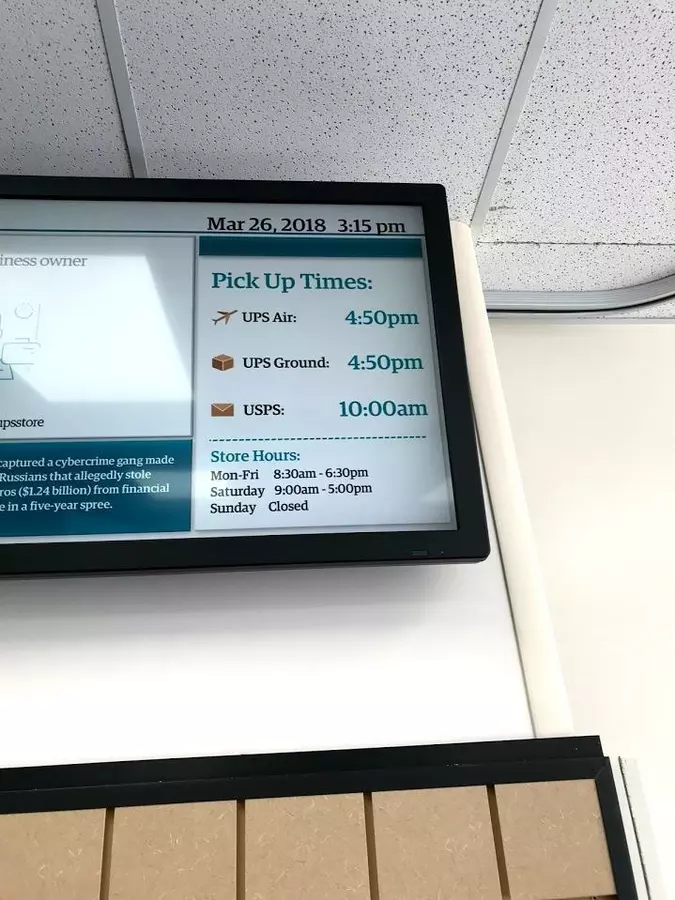 Mar 26, 2018 3:15 pm
iness owner
upsstore
captured a cybercrime gang made
Russians that allegedly stole
ros ($1.24 billion) from financial
e in a five-year spree.
Pick Up Times:
UPS Air: 4:50pm
UPS Ground: 4:50pm
USPS: 10:00am
Store Hours:
Mon-Fri 8:30am - 6:30pm
Saturday 9:00am - 5:00pm
Sunday Closed